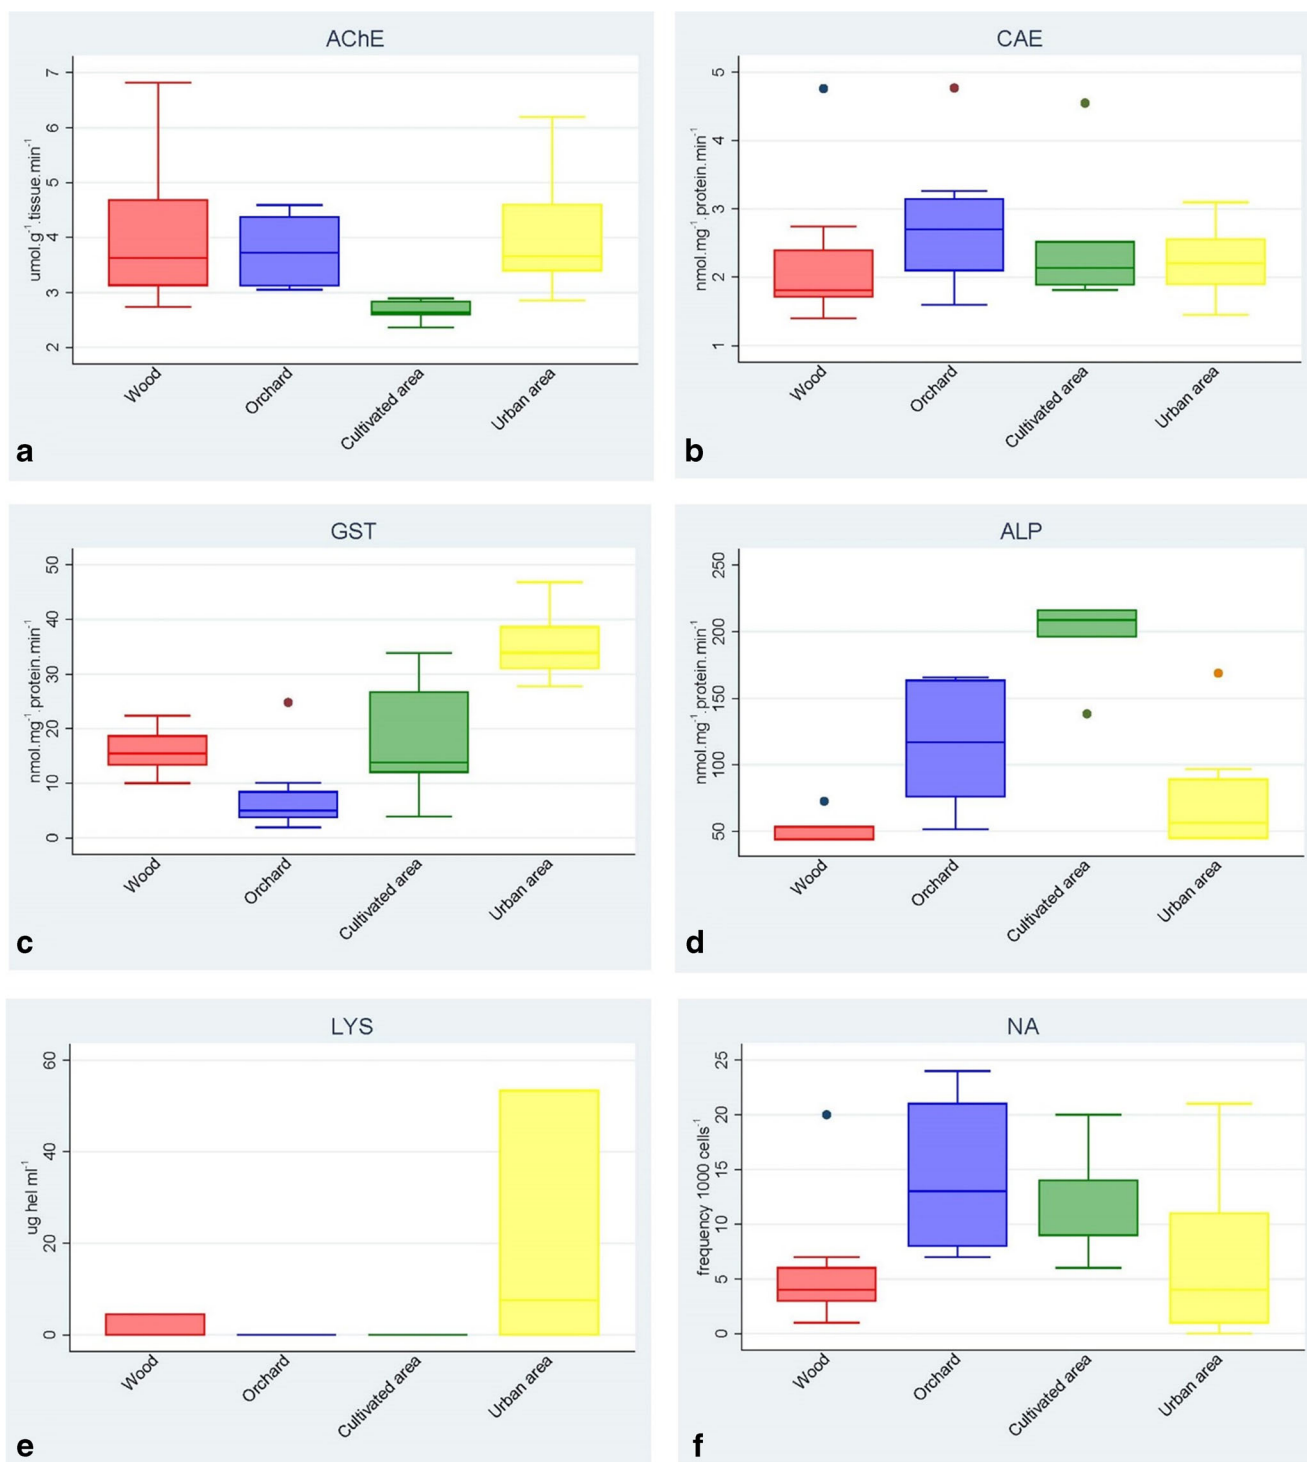 AChE
umol.g-1.tissue.min-1
7
6
5
4
3
2
Wood
Orchard
Cultivated area
Urban area
a
CAE
nmol.mg-1.protein.min-1
5
4
3
2
1
Wood
Orchard
Cultivated area
Urban area
b
GST
nmol.mg-1.protein.min-1
50
40
30
20
10
0
Wood
Orchard
Cultivated area
Urban area
c
ALP
nmol.mg-1.protein.min-1
250
200
150
100
50
Wood
Orchard
Cultivated area
Urban area
d
LYS
ug hel ml-1
60
40
20
0
Wood
Orchard
Cultivated area
Urban area
e
NA
frequency 1000 cells-1
25
20
15
10
5
0
Wood
Orchard
Cultivated area
Urban area
f